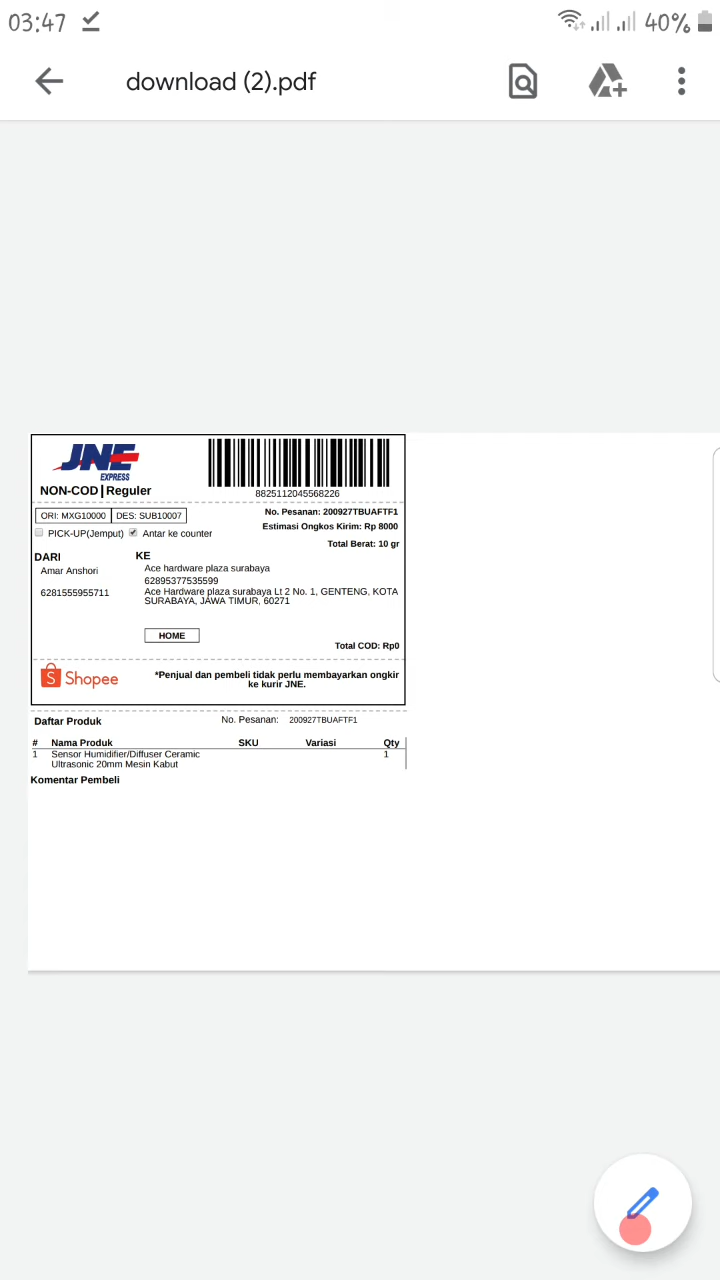 03:47 40%
download (2).pdf
JNE
EXPRESS
NON-COD | Reguler
8825112045568226
ORI: MXG10000 DES: SUB10007
No. Pesanan: 200927TBUAFTF1
Estimasi Ongkos Kirim: Rp 8000
PICK-UP(Jemput) Antar ke counter
Total Berat: 10 gr
DARI KE
Amar Anshori Ace hardware plaza surabaya
62895377535599
6281555955711 Ace Hardware plaza surabaya Lt 2 No. 1, GENTENG, KOTA
SURABAYA, JAWA TIMUR, 60271
HOME
Total COD: Rp0
Shopee
*Penjual dan pembeli tidak perlu membayarkan ongkir
ke kurir JNE.
Daftar Produk No. Pesanan: 200927TBUAFTF1
# Nama Produk SKU Variasi Qty
1 Sensor Humidifier/Diffuser Ceramic 1
Ultrasonic 20mm Mesin Kabut
Komentar Pembeli